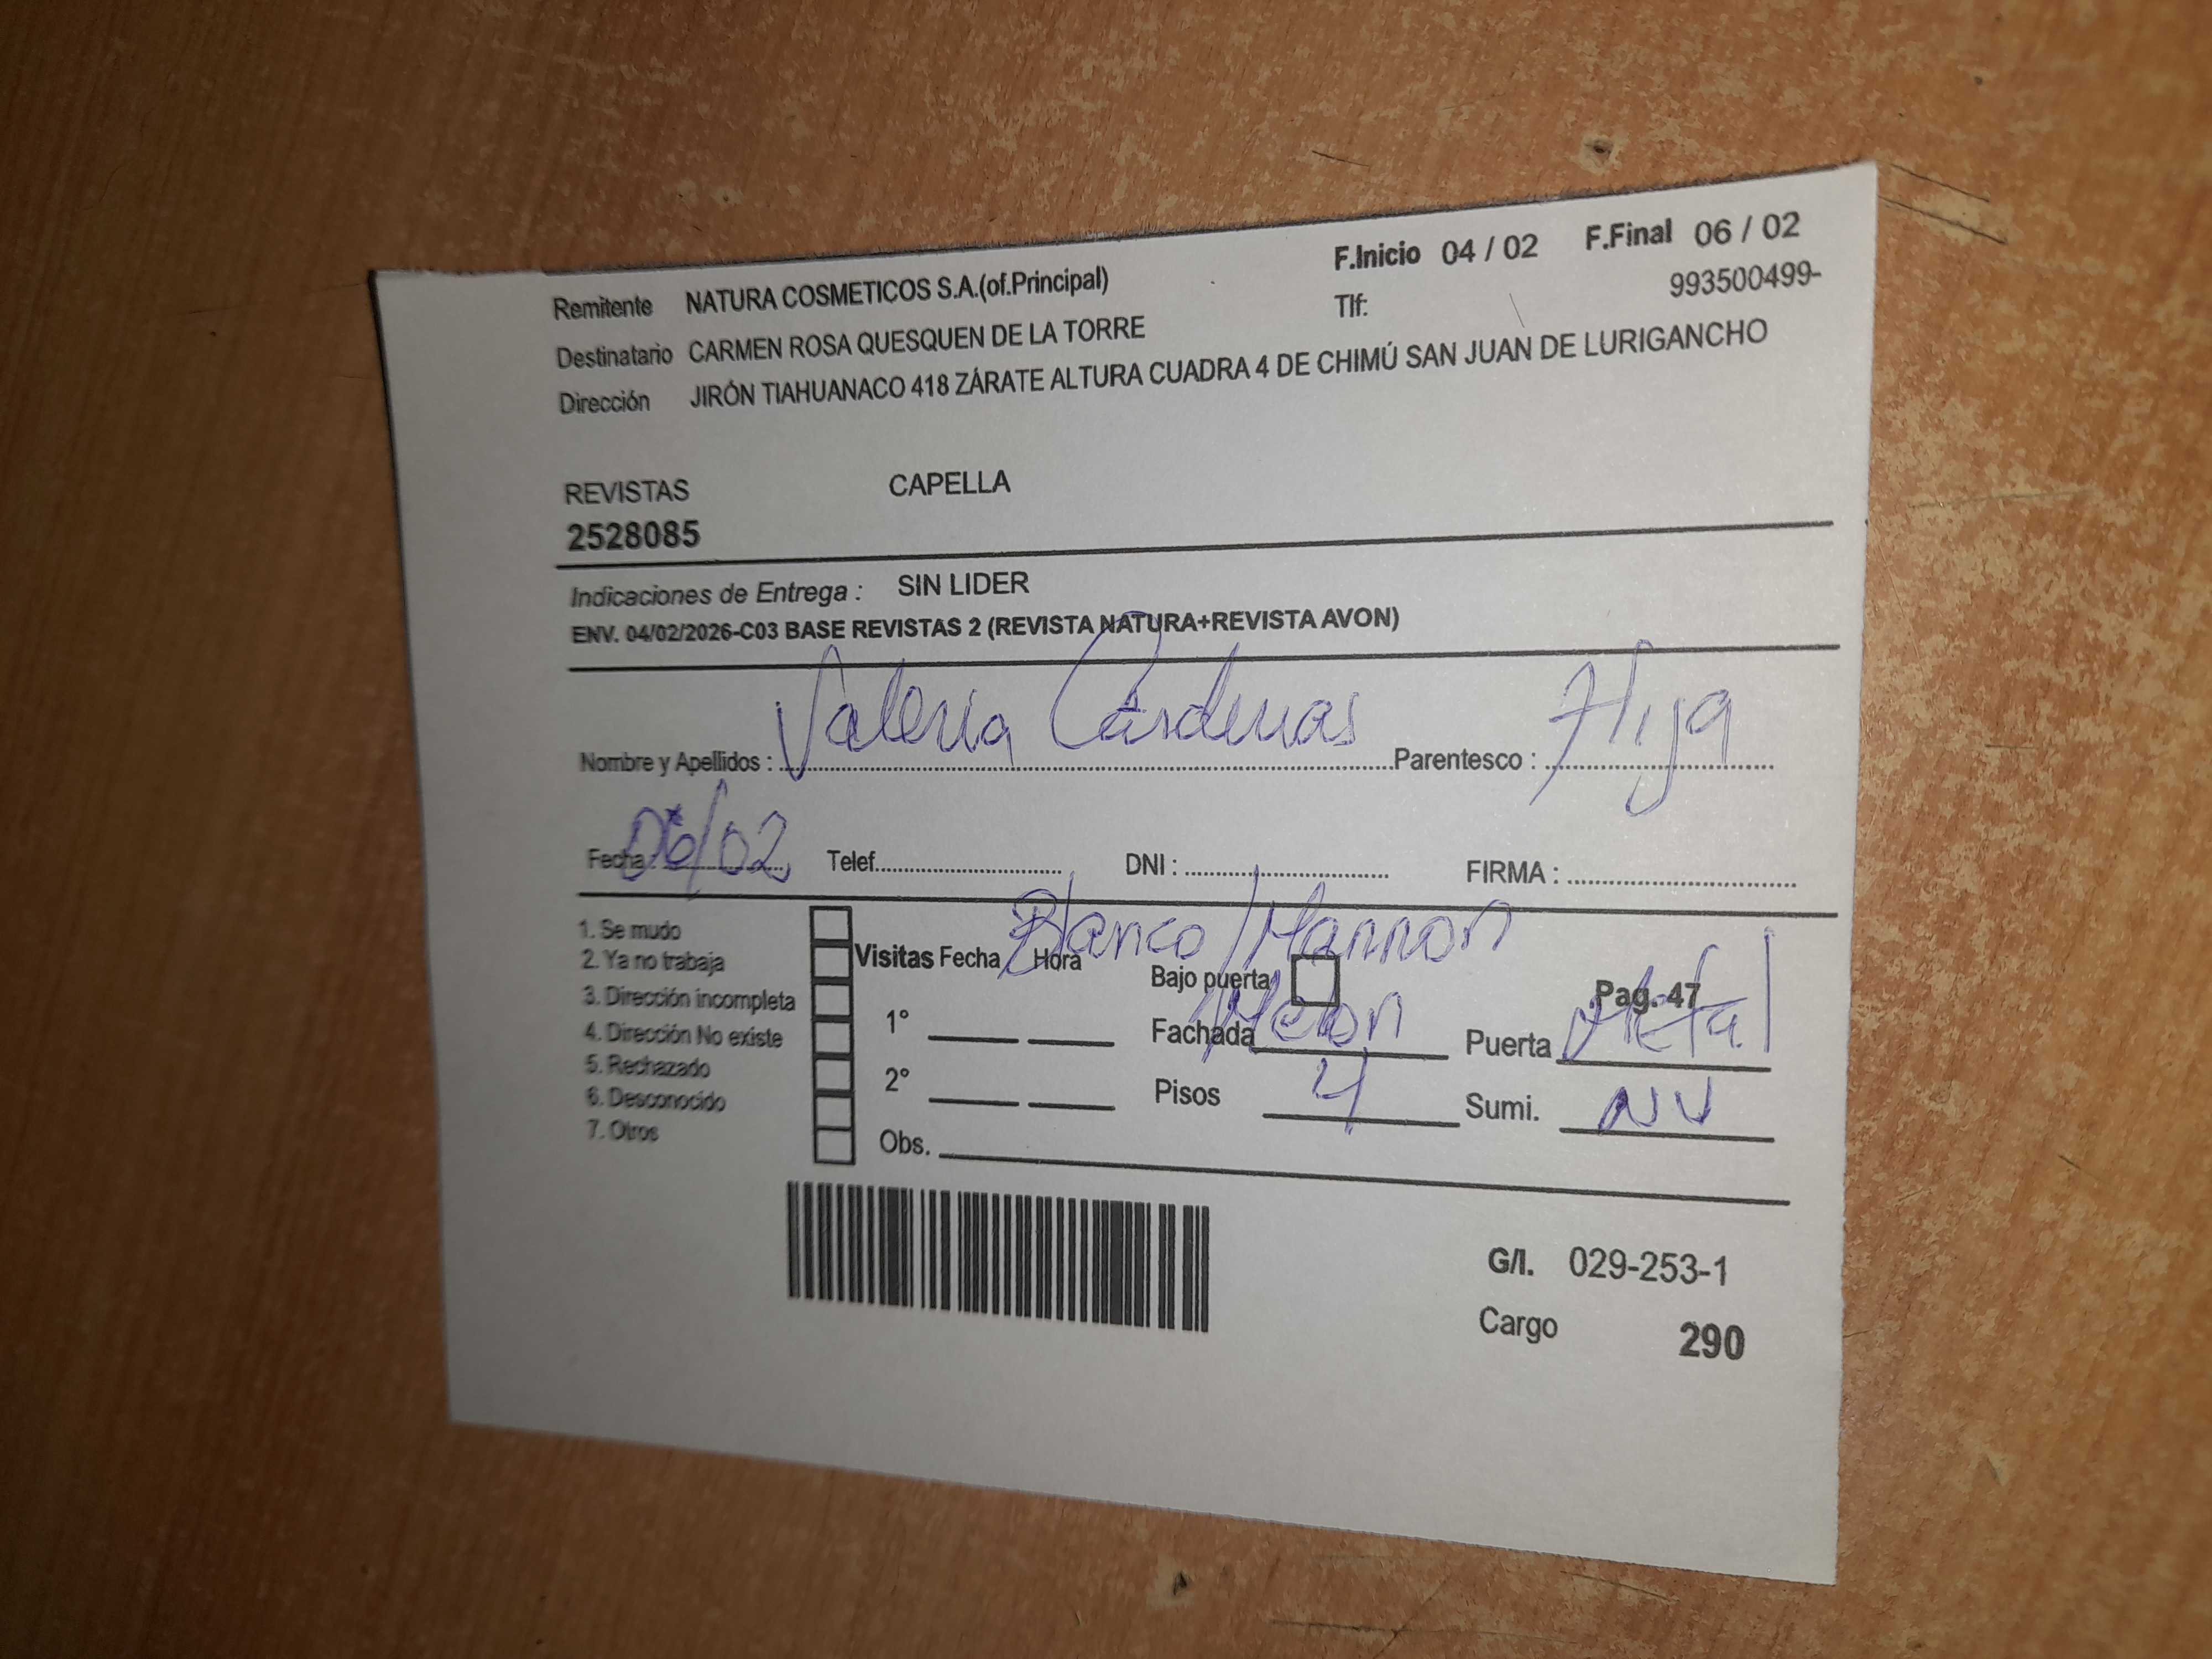 F.Inicio 04 / 02 F.Final 06 / 02
Remitente NATURA COSMETICOS S.A.(of.Principal) Tlf: 993500499-
Destinatario CARMEN ROSA QUESQUEN DE LA TORRE
Dirección JIRÓN TIAHUANACO 418 ZÁRATE ALTURA CUADRA 4 DE CHIMÚ SAN JUAN DE LURIGANCHO
REVISTAS CAPELLA
2528085
Indicaciones de Entrega : SIN LIDER
ENV. 04/02/2026-C03 BASE REVISTAS 2 (REVISTA NATURA+REVISTA AVON)
Nombre y Apellidos : Valeria Cárdenas Parentesco : Hija
Fecha : 06/02 Telef. DNI : FIRMA :
1. Se mudo
2. Ya no trabaja
3. Dirección incompleta
4. Dirección No existe
5. Rechazado
6. Desconocido
7. Otros
Visitas Fecha Hora
1°
2°
Obs.
Blanco/Marron
Bajo puerta Pag.-47
Fachada Melon Puerta Metal
Pisos 4 Sumi. NV
G/I. 029-253-1
Cargo 290